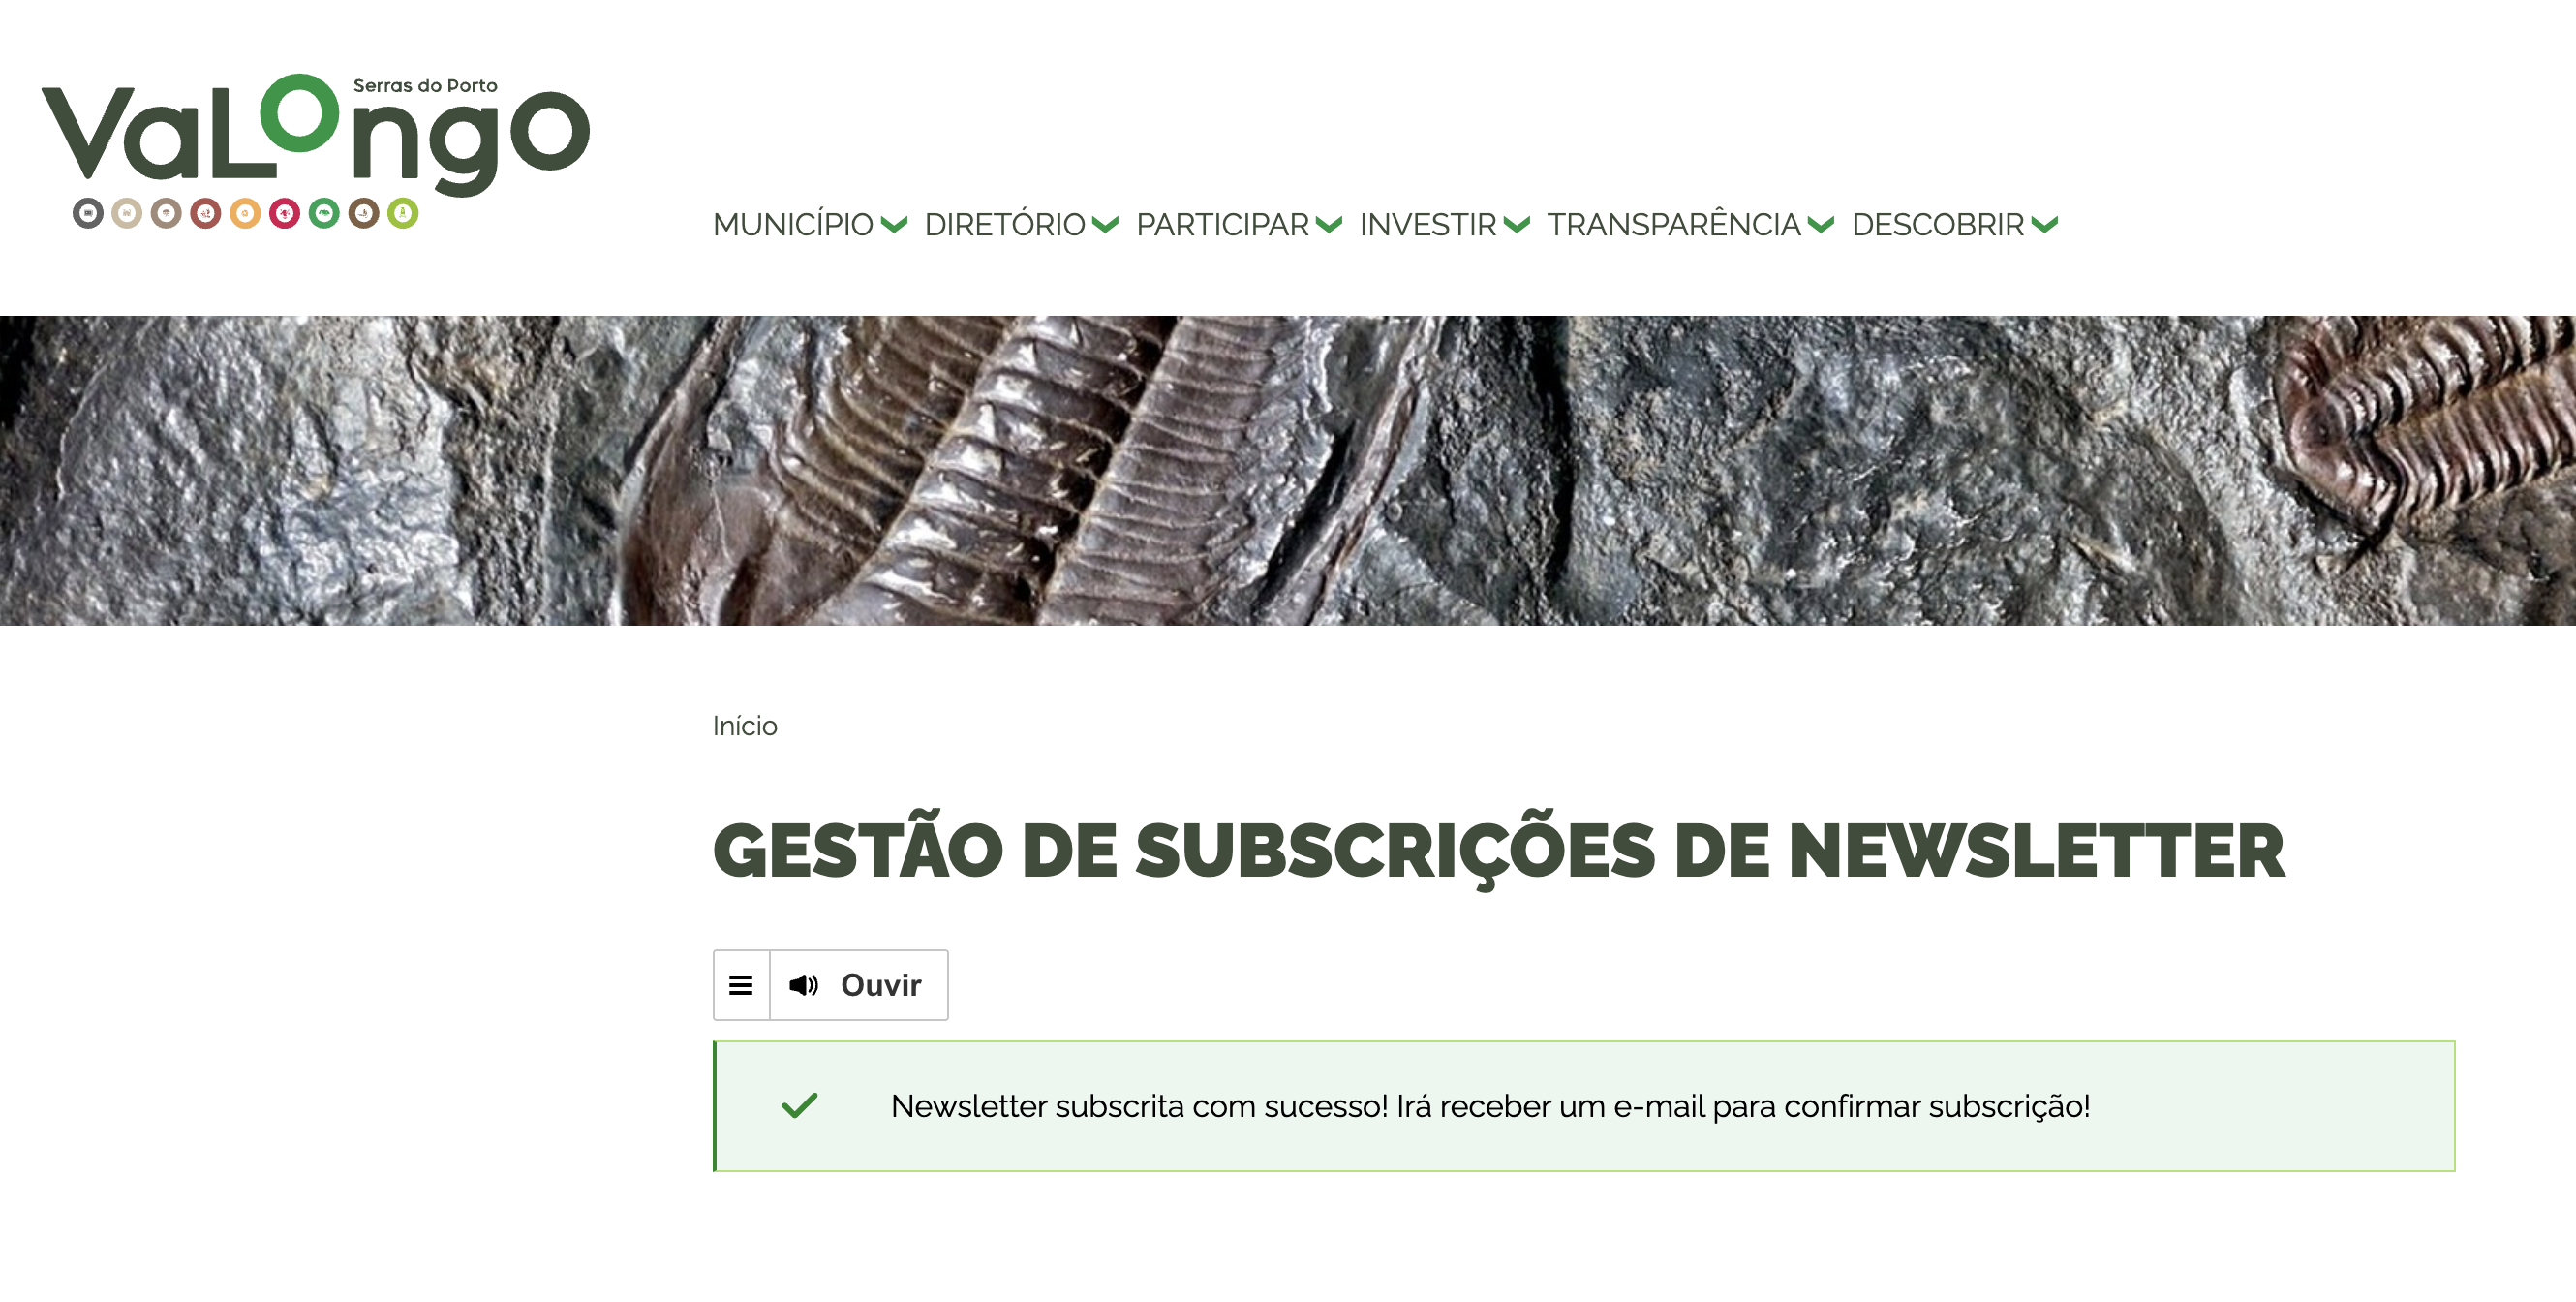 Serras do Porto
VaLongo
MUNICÍPIO DIRETÓRIO PARTICIPAR INVESTIR TRANSPARÊNCIA DESCOBRIR
Início
GESTÃO DE SUBSCRIÇÕES DE NEWSLETTER
Ouvir
Newsletter subscrita com sucesso! Irá receber um e-mail para confirmar subscrição!